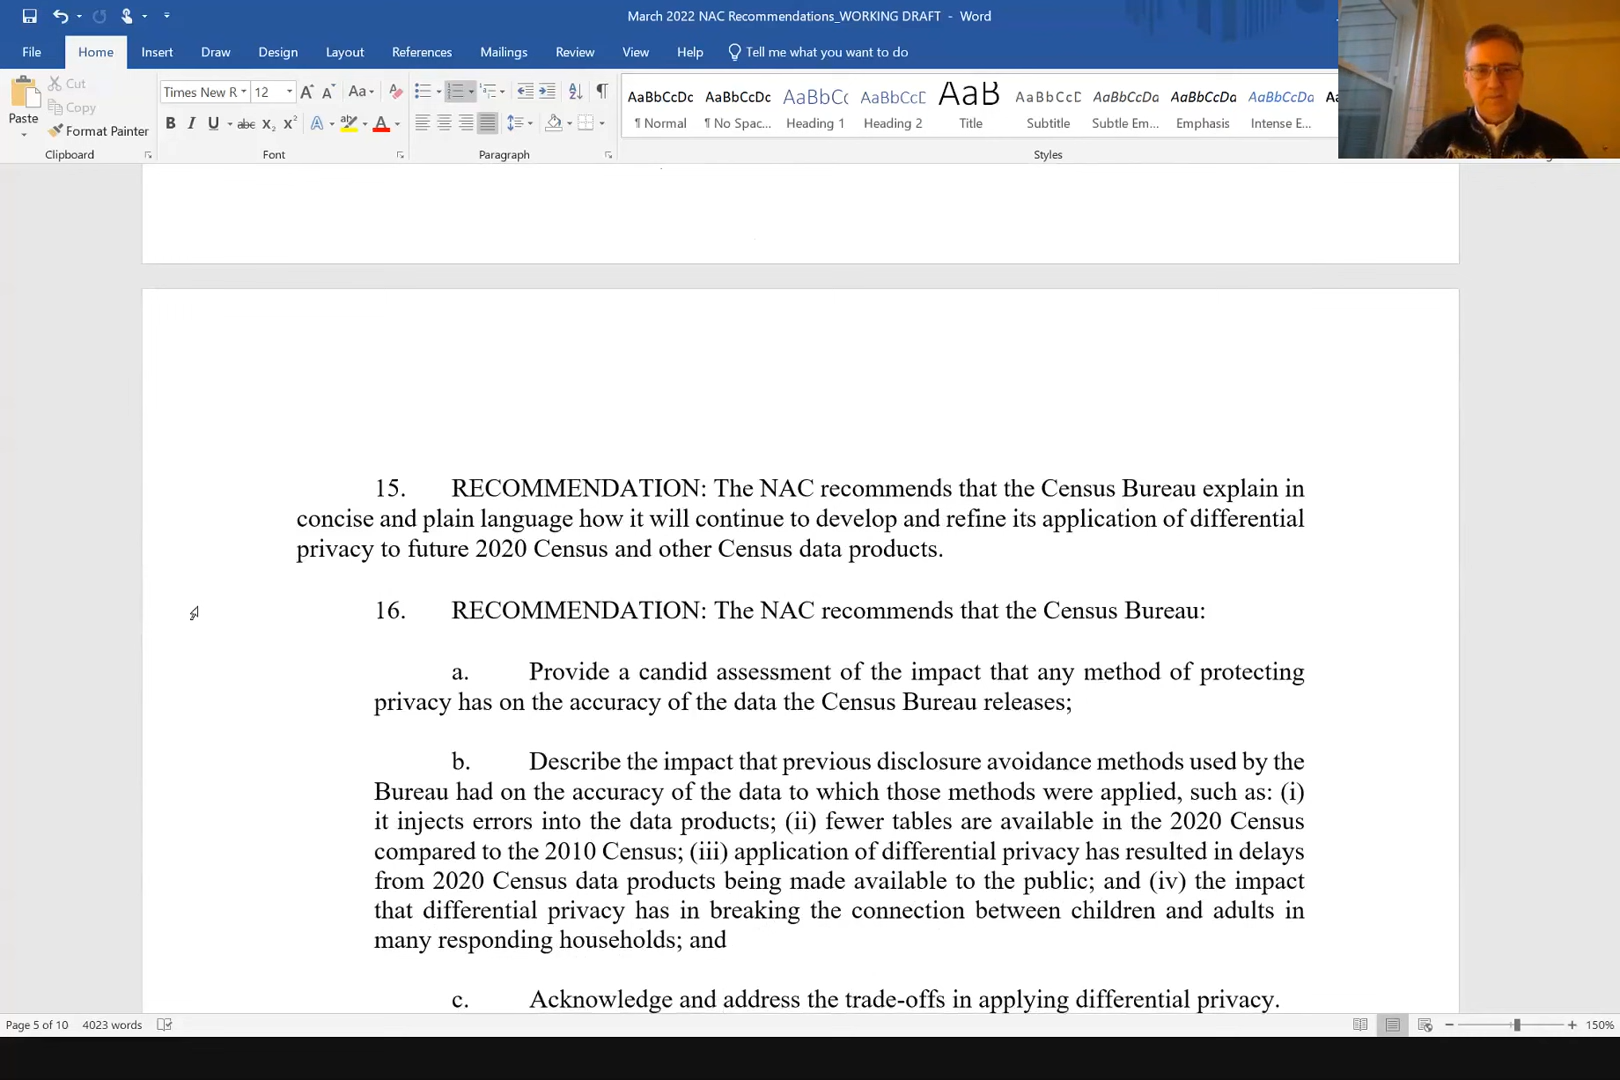 March 2022 NAC Recommendations_WORKING DRAFT - Word
File Home Insert Draw Design Layout References Mailings Review View Help Tell me what you want to do
Cut
Copy
Format Painter
Paste
Clipboard
Times New R 12
Font
Paragraph
AaBbCcDc AaBbCcDc AaBbCc AaBbCcD AaB AaBbCcD AaBbCcDa AaBbCcDa AaBbCcDa
¶ Normal ¶ No Spac... Heading 1 Heading 2 Title Subtitle Subtle Em... Emphasis Intense E...
Styles
15. RECOMMENDATION: The NAC recommends that the Census Bureau explain in
concise and plain language how it will continue to develop and refine its application of differential
privacy to future 2020 Census and other Census data products.
16. RECOMMENDATION: The NAC recommends that the Census Bureau:
a. Provide a candid assessment of the impact that any method of protecting
privacy has on the accuracy of the data the Census Bureau releases;
b. Describe the impact that previous disclosure avoidance methods used by the
Bureau had on the accuracy of the data to which those methods were applied, such as: (i)
it injects errors into the data products; (ii) fewer tables are available in the 2020 Census
compared to the 2010 Census; (iii) application of differential privacy has resulted in delays
from 2020 Census data products being made available to the public; and (iv) the impact
that differential privacy has in breaking the connection between children and adults in
many responding households; and
c. Acknowledge and address the trade-offs in applying differential privacy.
Page 5 of 10 4023 words 150%